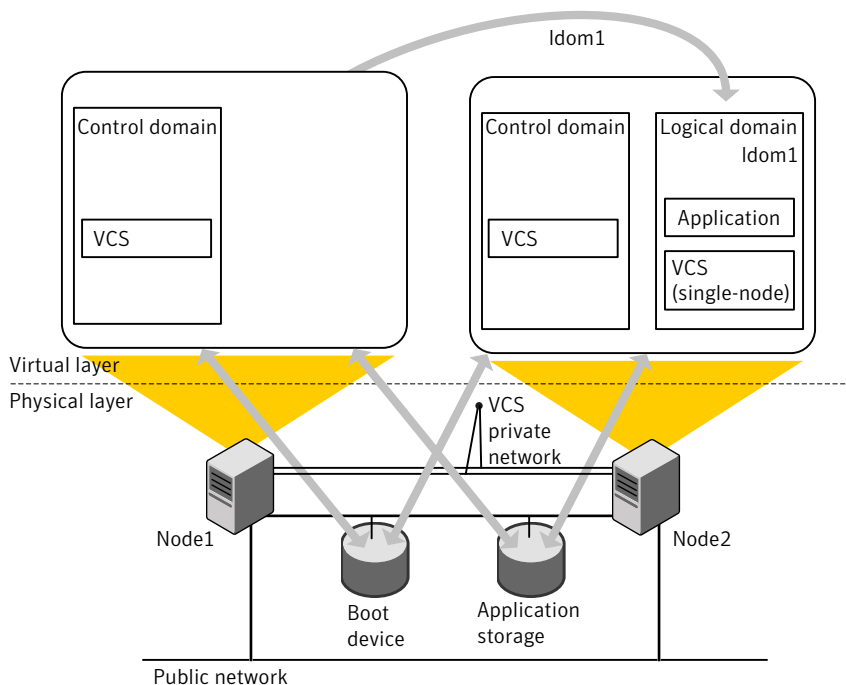 ldom1
Control domain
VCS
Control domain
VCS
Logical domain
ldom1
Application
VCS
(single-node)
Virtual layer
Physical layer
VCS
private
network
Node1
Node2
Boot
device
Application
storage
Public network